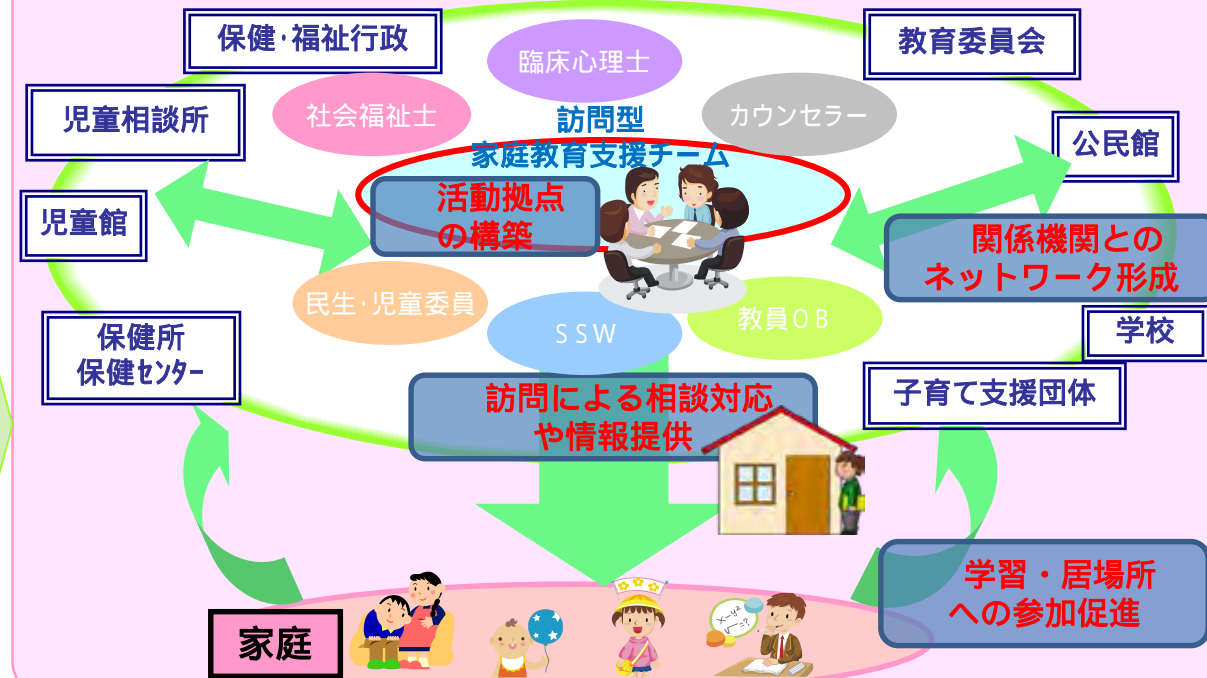 保健・福祉行政
教育委員会
臨床心理士
児童相談所
社会福祉士
カウンセラー
訪問型
家庭教育支援チーム
公民館
児童館
活動拠点
の構築
関係機関との
ネットワーク形成
民生・児童委員
SSW
教員OB
保健所
保健ｾﾝﾀｰ
学校
子育て支援団体
訪問による相談対応
や情報提供
学習・居場所
への参加促進
家庭